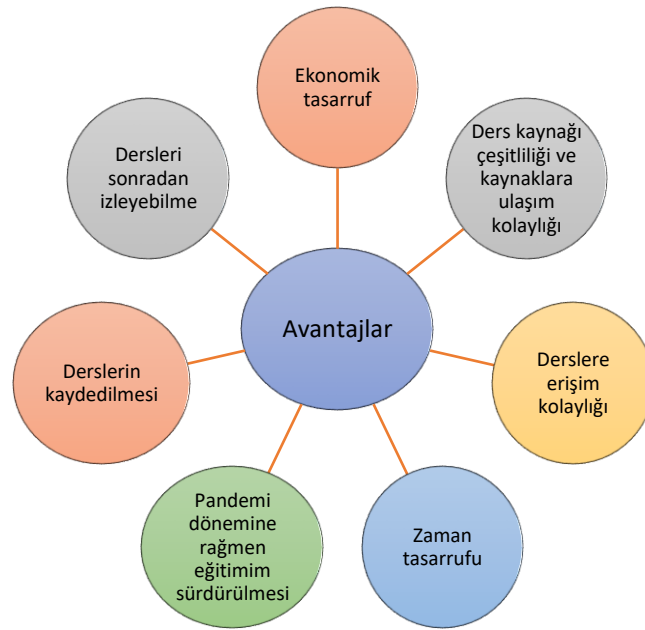 Ekonomik
tasarruf
Ders kaynağı
çeşitliliği ve
kaynaklara
ulaşım
kolaylığı
Derslere
erişim
kolaylığı
Zaman
tasarrufu
Pandemi
dönemine
rağmen
eğitimim
sürdürülmesi
Derslerin
kaydedilmesi
Dersleri
sonradan
izleyebilme
Avantajlar